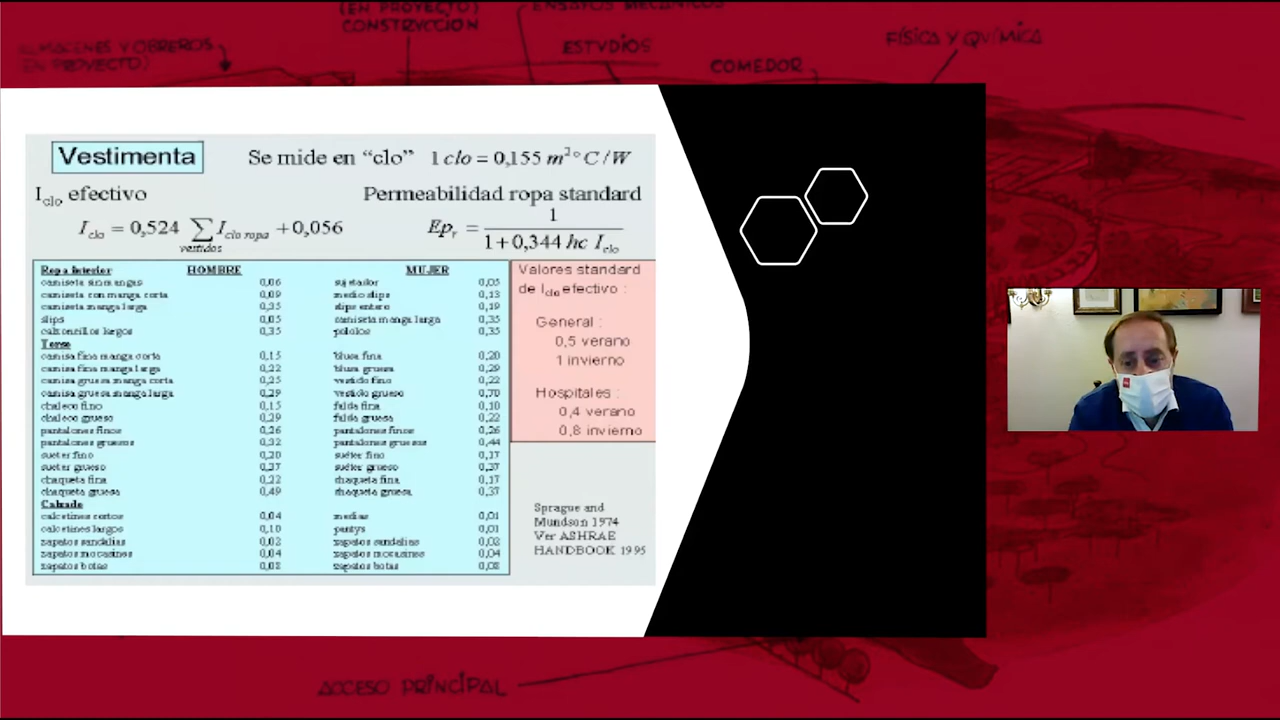 (EN PROYECTO)
CONSTRUCCION
ENSAYOS MECANICOS
ALMACENES Y OBREROS
EN PROYECTO)
ESTVDIOS
COMEDOR
FÍSICA Y QVÍMICA
Vestimenta
Se mide en “clo” 1 clo = 0,155 m²°C/W
Iclo efectivo
Permeabilidad ropa standard
Iclo = 0,524 ∑ Iclo ropa + 0,056
vestidos
Epr = 1 / 1+0,344 hc Iclo
Ropa Interior HOMBRE MUJER
camiseta sin mangas 0,06 sujetador 0,05
camiseta con manga corta 0,09 medio slips 0,13
camiseta manga larga 0,35 slips entero 0,19
slips 0,05 camiseta manga larga 0,35
calzoncillos largos 0,35 pololos 0,35
Torso
camisa fina manga corta 0,15 blusa fina 0,20
camisa fina manga larga 0,22 blusa gruesa 0,29
camisa gruesa manga corta 0,25 vestido fino 0,22
camisa gruesa manga larga 0,29 vestido grueso 0,70
chaleco fino 0,15 falda fina 0,10
chaleco grueso 0,29 falda gruesa 0,22
pantalones finos 0,26 pantalones finos 0,26
pantalones gruesos 0,32 pantalones gruesos 0,44
sueter fino 0,20 suéter fino 0,17
sueter grueso 0,37 suéter grueso 0,37
chaqueta fina 0,22 chaqueta fina 0,17
chaqueta gruesa 0,49 chaqueta gruesa 0,37
Calzado
calcetines cortos 0,04 medias 0,01
calcetines largos 0,10 pantys 0,01
zapatos sandalias 0,02 zapatos sandalias 0,02
zapatos mocasines 0,04 zapatos mocasines 0,04
zapatos botas 0,08 zapatos botas 0,08
Valores standard
de Iclo efectivo :
General :
0,5 verano
1 invierno
Hospitales :
0,4 verano
0,8 invierno
Sprague and
Mundson 1974
Ver ASHRAE
HANDBOOK 1995
ACCESO PRINCIPAL